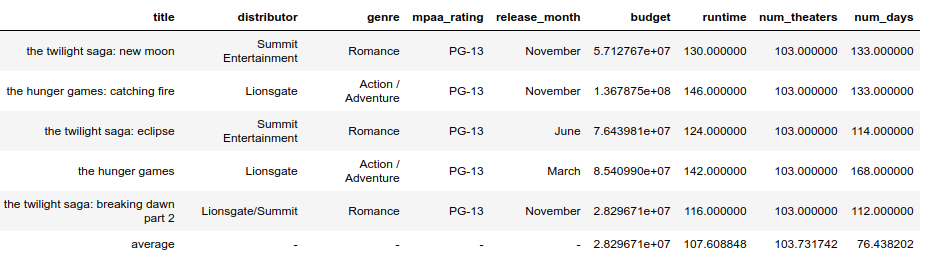 title distributor genre mpaa_rating release_month budget runtime num_theaters num_days
the twilight saga: new moon Summit Entertainment Romance PG-13 November 5.712767e+07 130.000000 103.000000 133.000000
the hunger games: catching fire Lionsgate Action / Adventure PG-13 November 1.367875e+08 146.000000 103.000000 133.000000
the twilight saga: eclipse Summit Entertainment Romance PG-13 June 7.643981e+07 124.000000 103.000000 114.000000
the hunger games Lionsgate Action / Adventure PG-13 March 8.540990e+07 142.000000 103.000000 168.000000
the twilight saga: breaking dawn part 2 Lionsgate/Summit Romance PG-13 November 2.829671e+07 116.000000 103.000000 112.000000
average - - - - 2.829671e+07 107.608848 103.731742 76.438202